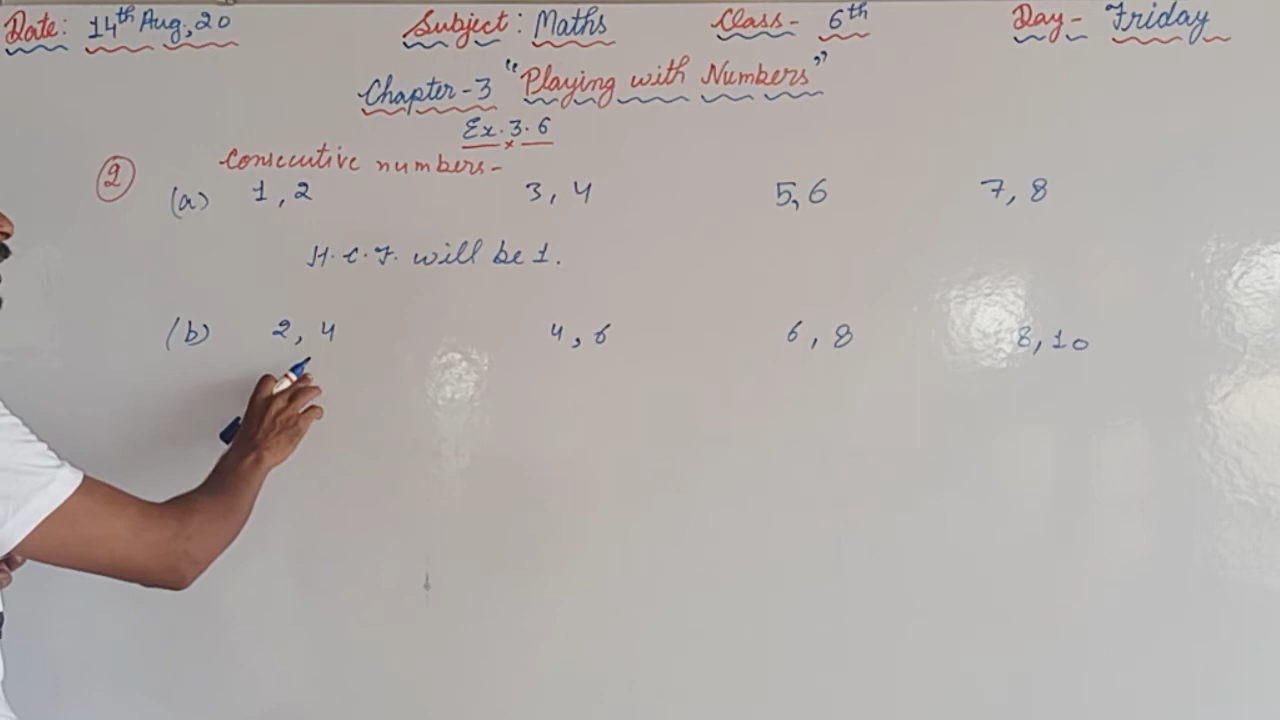 Date: 14th Aug, 20 Subject: Maths Class- 6th Day- Friday
Chapter-3 "Playing with Numbers"
Ex. 3.6
2 Consecutive numbers-
(a) 1, 2 3, 4 5, 6 7, 8
H.C.F. will be 1.
(b) 2, 4 4, 6 6, 8 8, 10